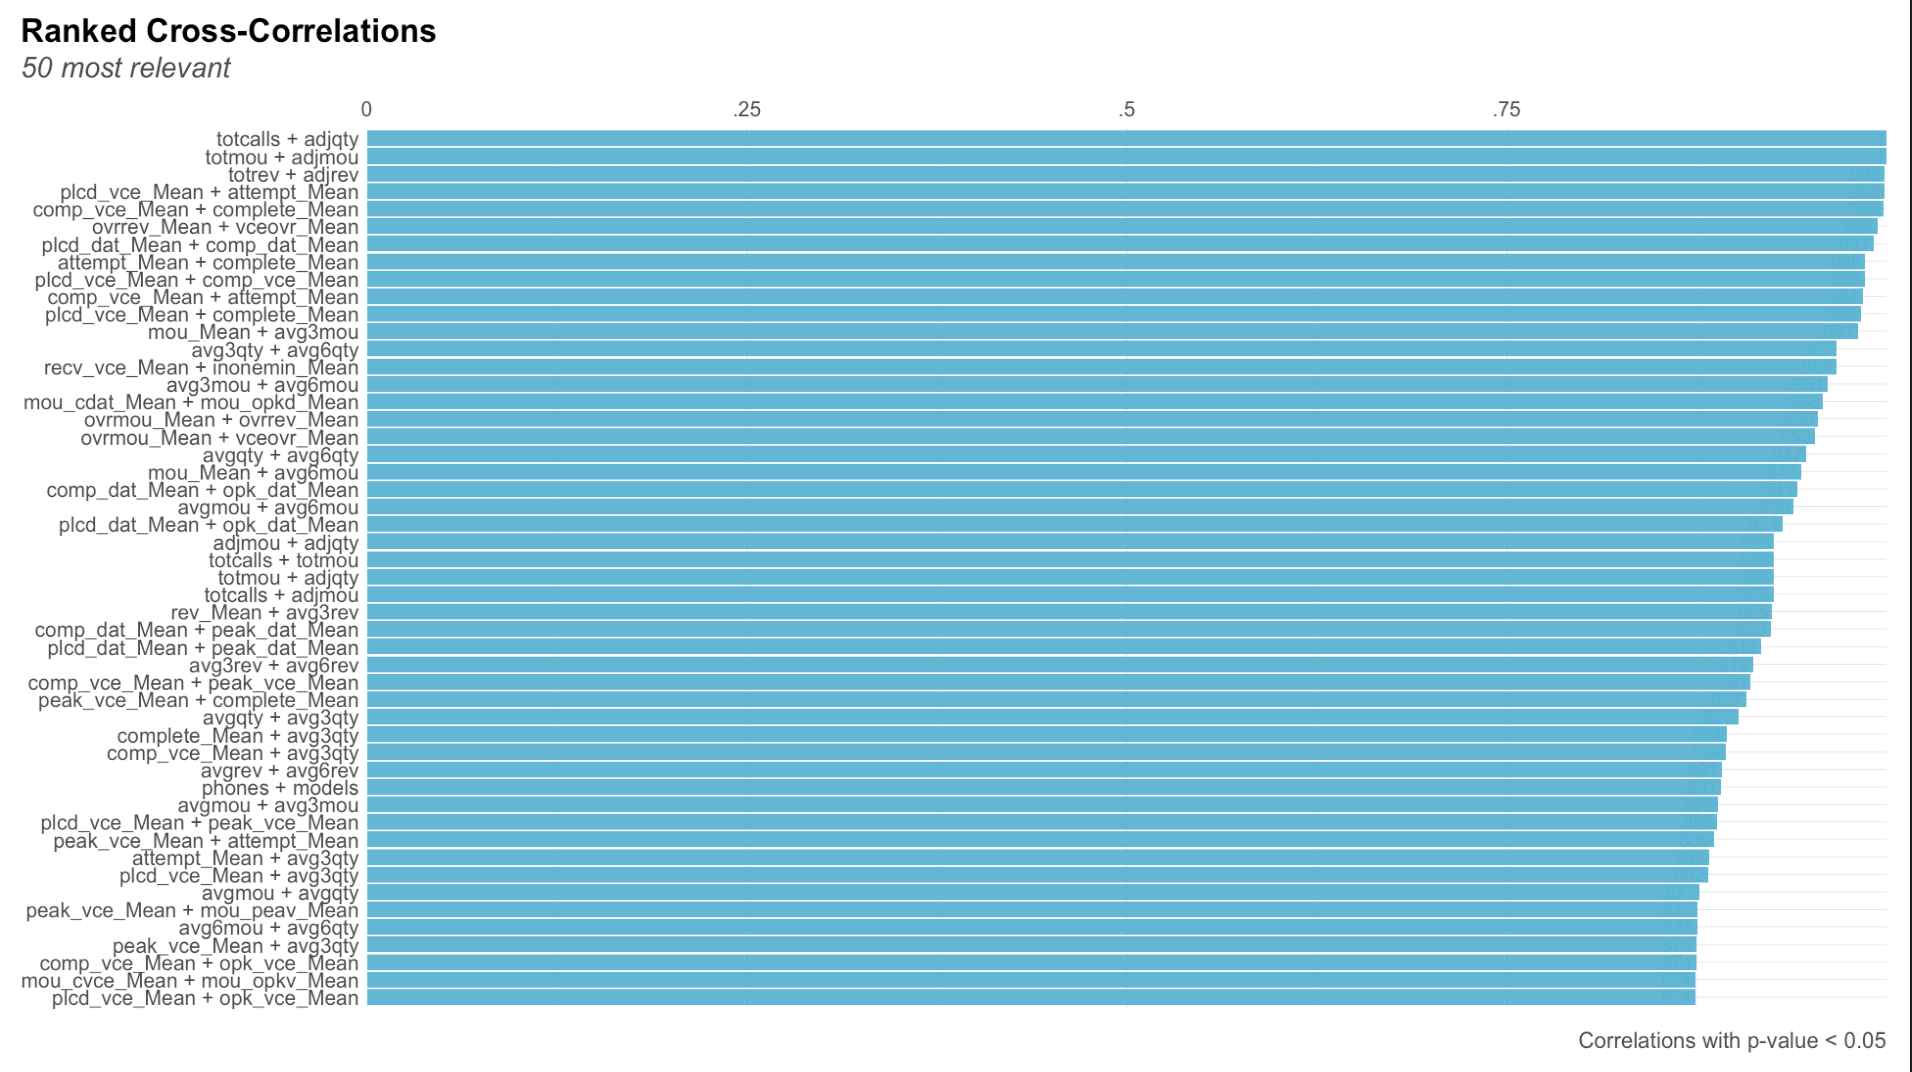 Ranked Cross-Correlations
50 most relevant
0 .25 .5 .75
totcalls + adjqty
totmou + adjmou
totrev + adjrev
plcd_vce_Mean + attempt_Mean
comp_vce_Mean + complete_Mean
ovrrev_Mean + vceovr_Mean
plcd_dat_Mean + comp_dat_Mean
attempt_Mean + complete_Mean
plcd_vce_Mean + comp_vce_Mean
comp_vce_Mean + attempt_Mean
plcd_vce_Mean + complete_Mean
mou_Mean + avg3mou
avg3qty + avg6qty
recv_vce_Mean + inonemin_Mean
avg3mou + avg6mou
mou_cdat_Mean + mou_opkd_Mean
ovrmou_Mean + ovrrev_Mean
ovrmou_Mean + vceovr_Mean
avgqty + avg6qty
mou_Mean + avg6mou
comp_dat_Mean + opk_dat_Mean
avgmou + avg6mou
plcd_dat_Mean + opk_dat_Mean
adjmou + adjqty
totcalls + totmou
totmou + adjqty
totcalls + adjmou
rev_Mean + avg3rev
comp_dat_Mean + peak_dat_Mean
plcd_dat_Mean + peak_dat_Mean
avg3rev + avg6rev
comp_vce_Mean + peak_vce_Mean
peak_vce_Mean + complete_Mean
avgqty + avg3qty
complete_Mean + avg3qty
comp_vce_Mean + avg3qty
avgrev + avg6rev
phones + models
avgmou + avg3mou
plcd_vce_Mean + peak_vce_Mean
peak_vce_Mean + attempt_Mean
attempt_Mean + avg3qty
plcd_vce_Mean + avg3qty
avgmou + avgqty
peak_vce_Mean + mou_peav_Mean
avg6mou + avg6qty
peak_vce_Mean + avg3qty
comp_vce_Mean + opk_vce_Mean
mou_cvce_Mean + mou_opkv_Mean
plcd_vce_Mean + opk_vce_Mean
Correlations with p-value < 0.05